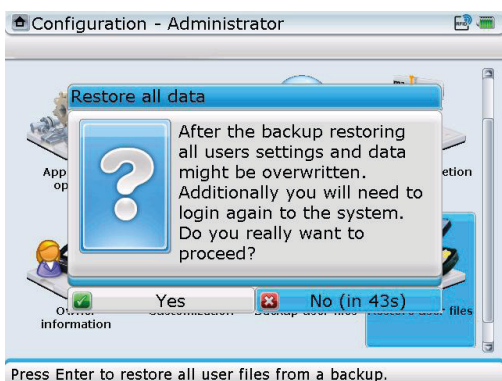 Configuration - Administrator
Restore all data
After the backup restoring
all users settings and data
might be overwritten.
Additionally you will need to
login again to the system.
Do you really want to
proceed?
Yes
No (in 43s)
information
files
Press Enter to restore all user files from a backup.